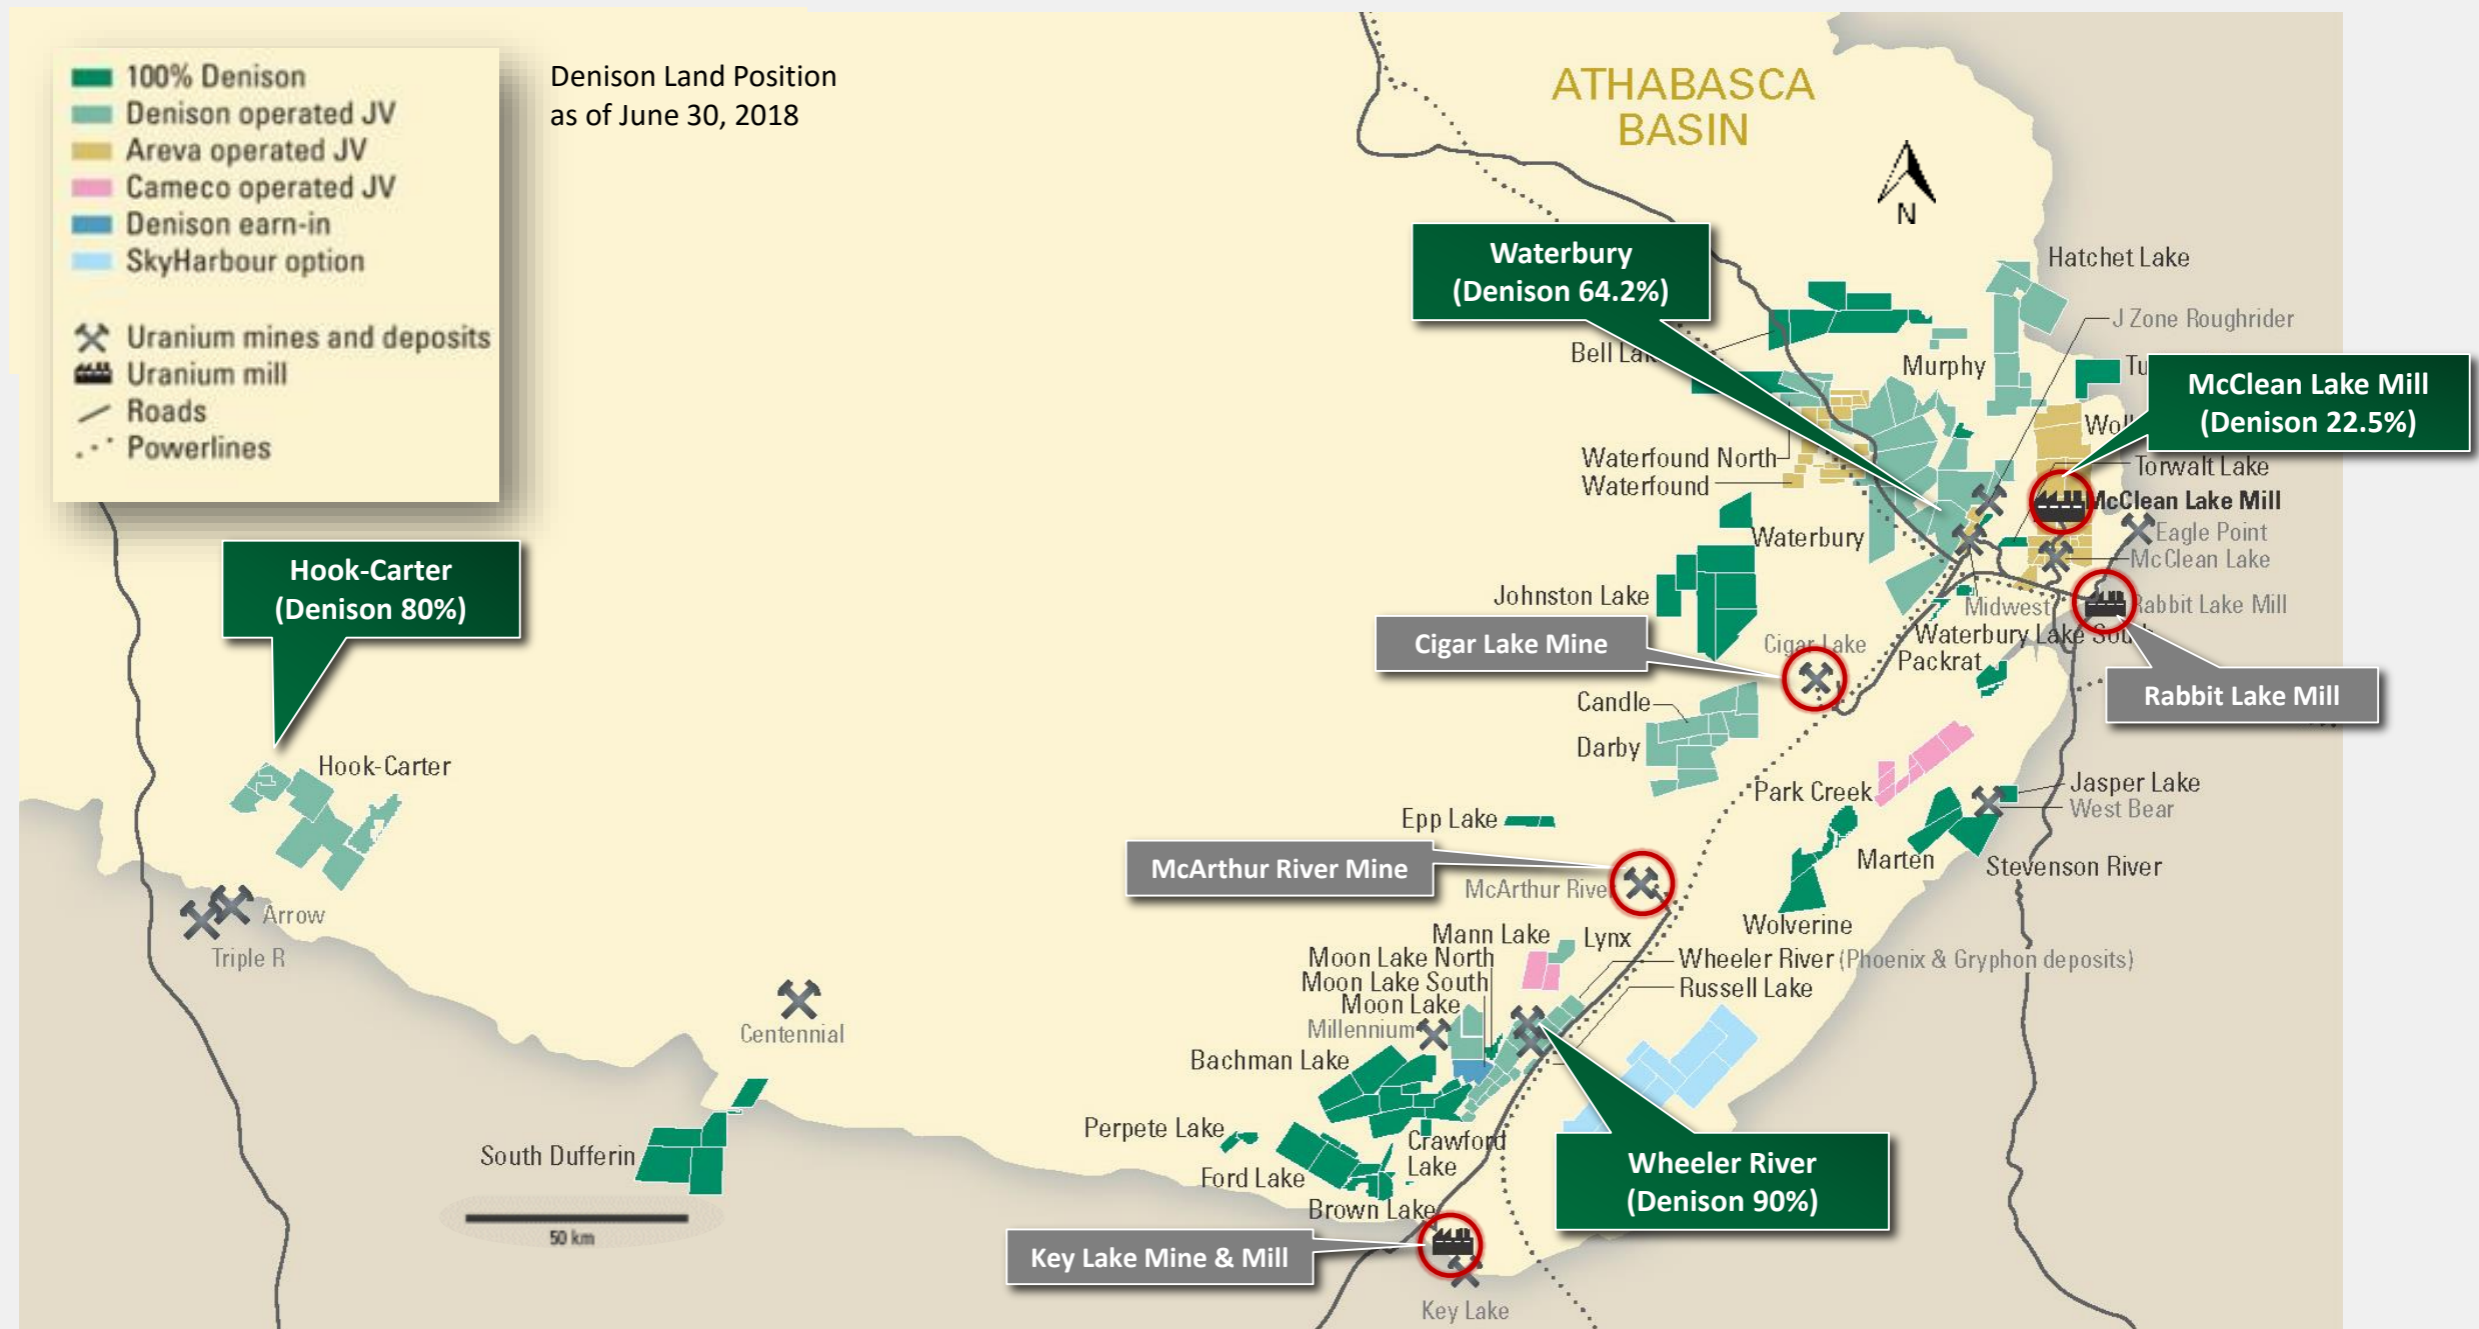 100% Denison
Denison operated JV
Areva operated JV
Cameco operated JV
Denison earn-in
SkyHarbour option
Uranium mines and deposits
Uranium mill
Roads
Powerlines
Denison Land Position
as of June 30, 2018
ATHABASCA
BASIN
N
Waterbury
(Denison 64.2%)
Hatchet Lake
J Zone Roughrider
Bell
Murphy
McClean Lake Mill
(Denison 22.5%)
Waterfound North
Waterfound
Torwalt Lake
McClean Lake Mill
Eagle Point
McClean Lake
Waterbury
Hook-Carter
(Denison 80%)
Johnston Lake
Midwest
Rabbit Lake Mill
Waterbury Lake South
Cigar Lake Mine
Cigar Lake
Packrat
Rabbit Lake Mill
Candle
Darby
Hook-Carter
Park Creek
Jasper Lake
West Bear
Epp Lake
McArthur River Mine
McArthur River
Marten
Stevenson River
Arrow
Triple R
Wolverine
Mann Lake
Lynx
Moon Lake North
Wheeler River (Phoenix & Gryphon deposits)
Moon Lake South
Russell Lake
Moon Lake
Millennium
Centennial
Bachman Lake
Perpete Lake
Crawford
Lake
South Dufferin
Ford Lake
Wheeler River
(Denison 90%)
Brown Lake
50 km
Key Lake Mine & Mill
Key Lake